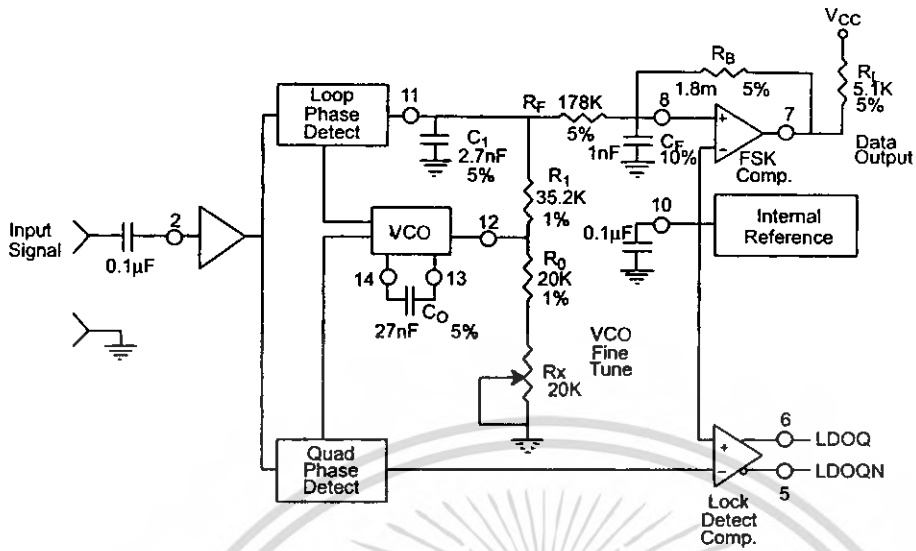 VCC
RB
1.8m 5%
RL
5.1K
5%
Loop
Phase
Detect
11
RF 178K
5%
8
7
C1
2.7nF
5%
1nF
CF
10%
+
−
FSK
Comp.
Data
Output
R1
35.2K
1%
10
Internal
Reference
0.1μF
Input
Signal
2
0.1μF
VCO
12
14
13
CO
27nF
5%
R0
20K
1%
VCO
Fine
Tune
Rx
20K
Quad
Phase
Detect
+
−
6
LDOQ
LDOQN
5
Lock
Detect
Comp.